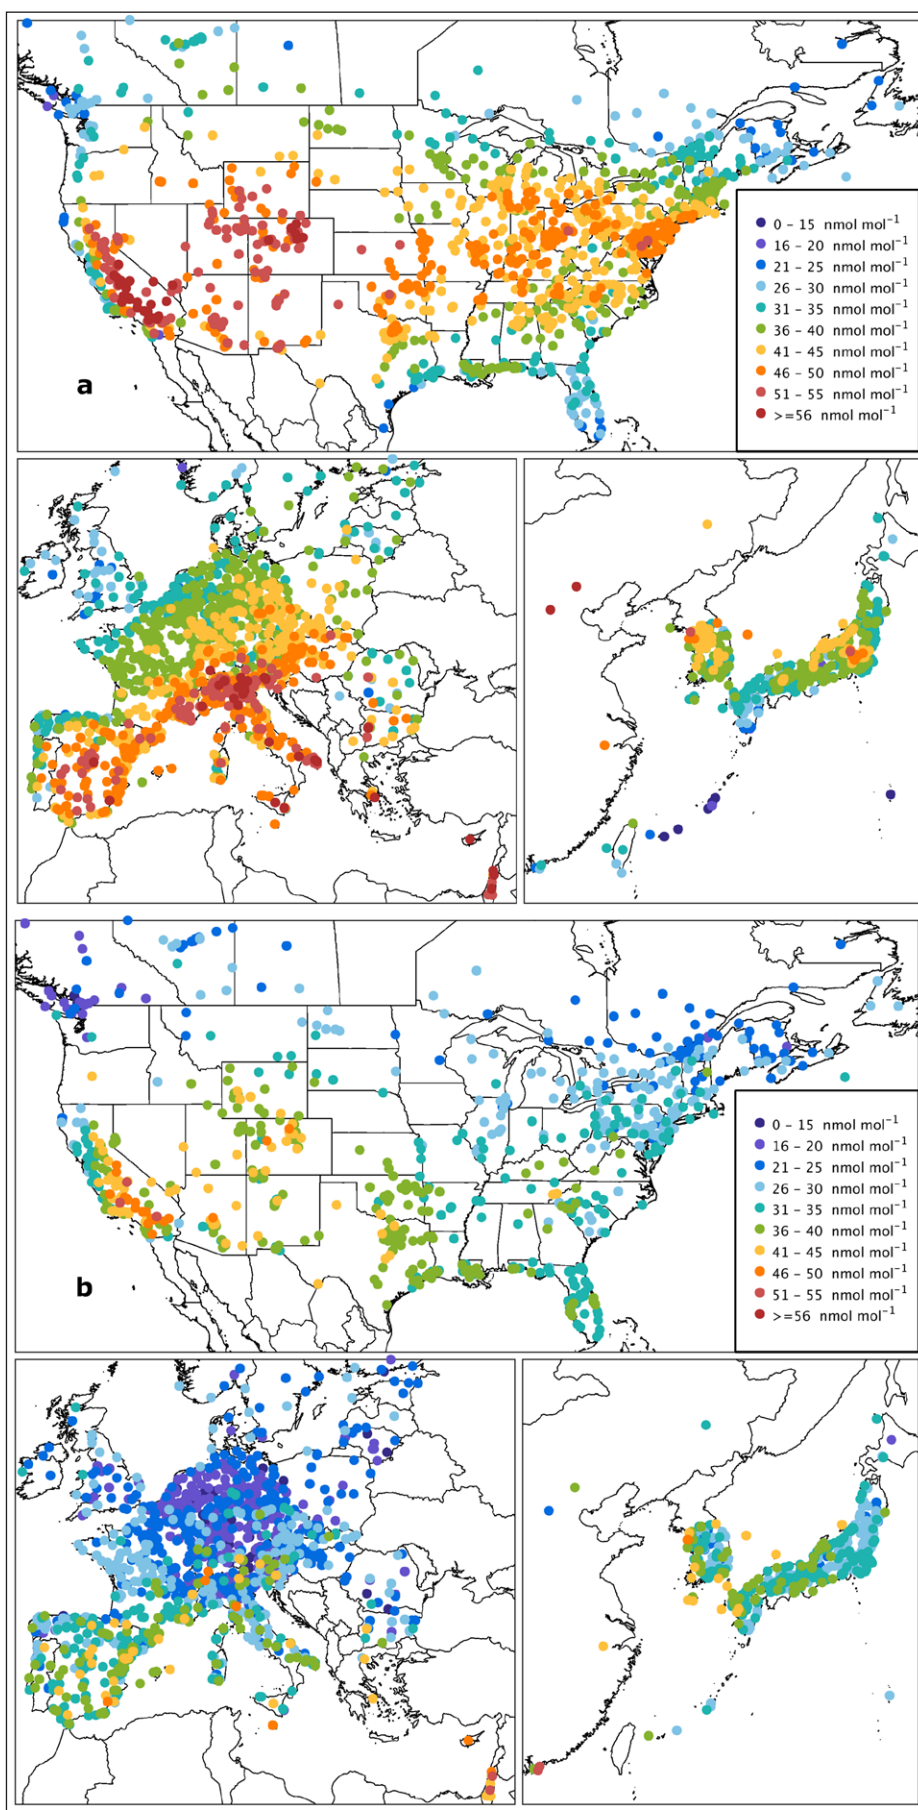 0 – 15 nmol mol⁻¹
16 – 20 nmol mol⁻¹
21 – 25 nmol mol⁻¹
26 – 30 nmol mol⁻¹
31 – 35 nmol mol⁻¹
36 – 40 nmol mol⁻¹
41 – 45 nmol mol⁻¹
46 – 50 nmol mol⁻¹
51 – 55 nmol mol⁻¹
>=56 nmol mol⁻¹
a
0 – 15 nmol mol⁻¹
16 – 20 nmol mol⁻¹
21 – 25 nmol mol⁻¹
26 – 30 nmol mol⁻¹
31 – 35 nmol mol⁻¹
36 – 40 nmol mol⁻¹
41 – 45 nmol mol⁻¹
46 – 50 nmol mol⁻¹
51 – 55 nmol mol⁻¹
>=56 nmol mol⁻¹
b